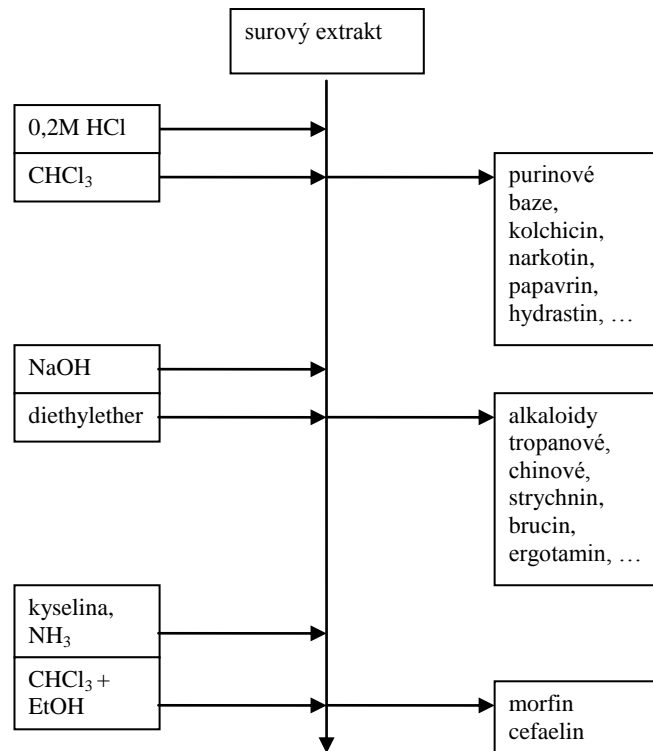 surový extrakt
0,2M HCl
CHCl₃
purinové
baze,
kolchicin,
narkotin,
papavrin,
hydrastin, …
NaOH
diethylether
alkaloidy
tropanové,
chinové,
strychnin,
brucin,
ergotamin, …
kyselina,
NH₃
CHCl₃ +
EtOH
morfin
cefaelin